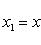 x₁ = x